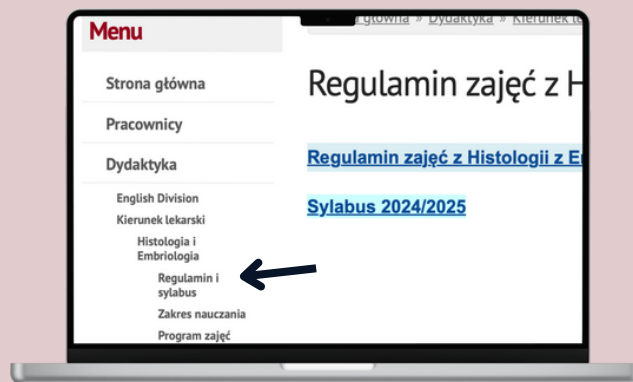 Menu
główna » Dydaktyka » Kierunek le
Strona główna
Regulamin zajęć z H
Pracownicy
Dydaktyka
Regulamin zajęć z Histologii z E
English Division
Sylabus 2024/2025
Kierunek lekarski
Histologia i
Embriologia
Regulamin i
sylabus
Zakres nauczania
Program zajęć